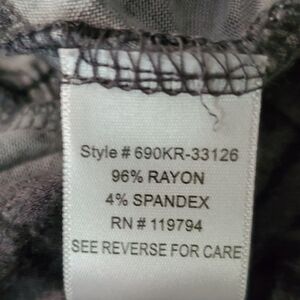 Style # 690KR-33126
96% RAYON
4% SPANDEX
RN # 119794
SEE REVERSE FOR CARE